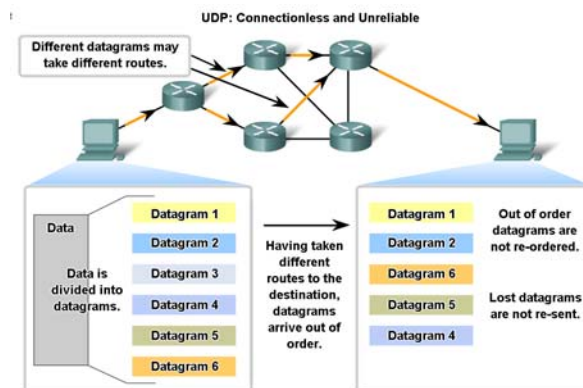 UDP: Connectionless and Unreliable
Different datagrams may
take different routes.
Data
Data is
divided into
datagrams.
Datagram 1
Datagram 2
Datagram 3
Datagram 4
Datagram 5
Datagram 6
Having taken
different
routes to the
destination,
datagrams
arrive out of
order.
Datagram 1
Datagram 2
Datagram 6
Datagram 5
Datagram 4
Out of order
datagrams are
not re-ordered.
Lost datagrams
are not re-sent.